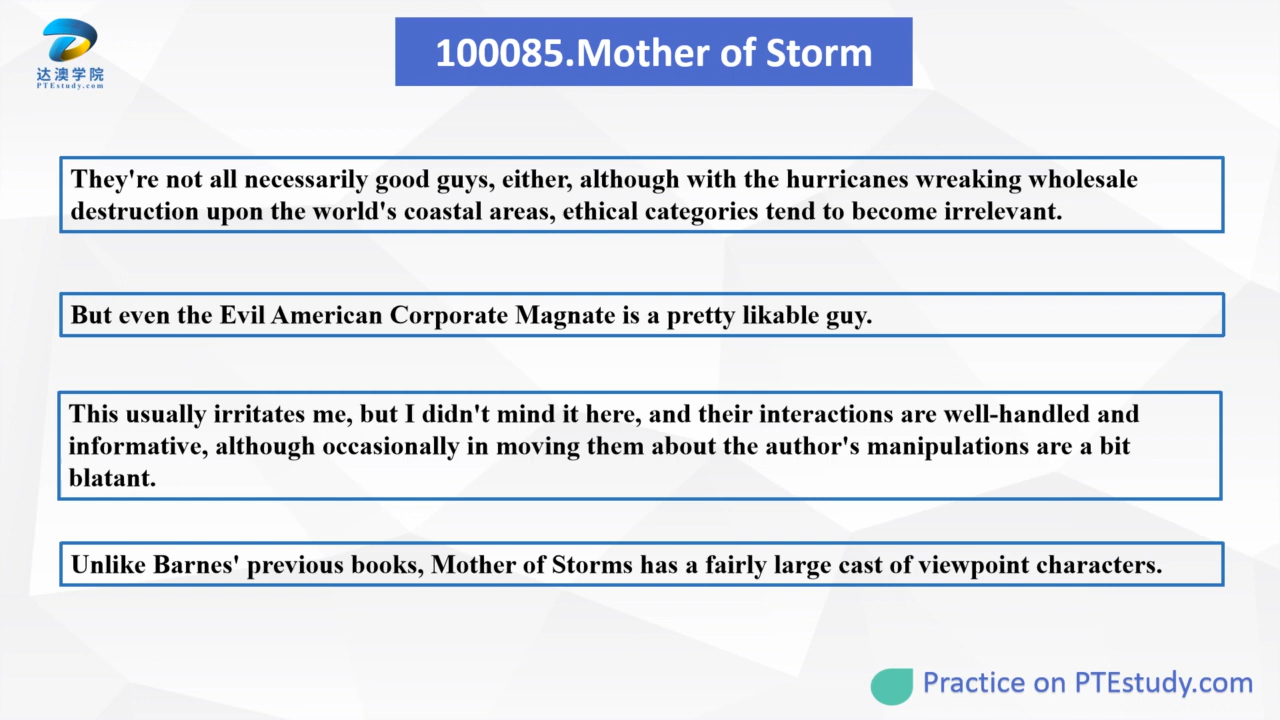 达澳学院
PTEstudy.com
100085.Mother of Storm
They're not all necessarily good guys, either, although with the hurricanes wreaking wholesale
destruction upon the world's coastal areas, ethical categories tend to become irrelevant.
But even the Evil American Corporate Magnate is a pretty likable guy.
This usually irritates me, but I didn't mind it here, and their interactions are well-handled and
informative, although occasionally in moving them about the author's manipulations are a bit
blatant.
Unlike Barnes' previous books, Mother of Storms has a fairly large cast of viewpoint characters.
Practice on PTEstudy.com